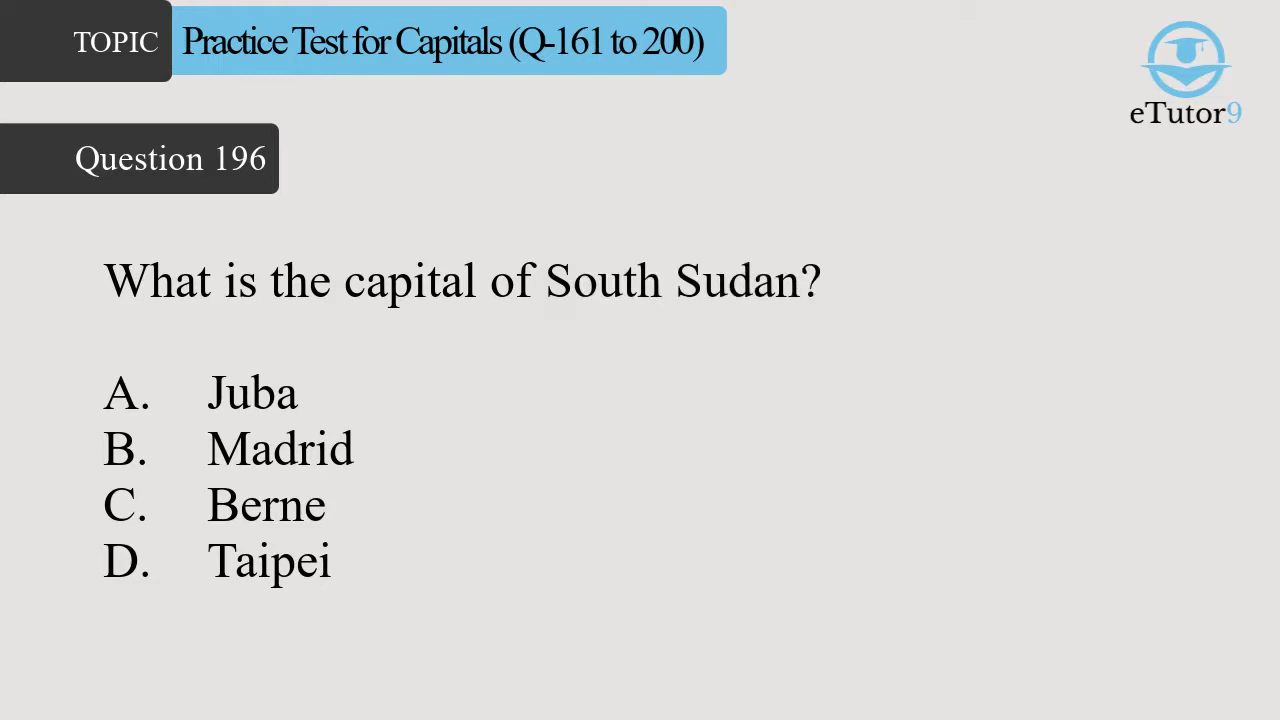 TOPIC
Practice Test for Capitals (Q-161 to 200)
eTutor9
Question 196
What is the capital of South Sudan?
A. Juba
B. Madrid
C. Berne
D. Taipei